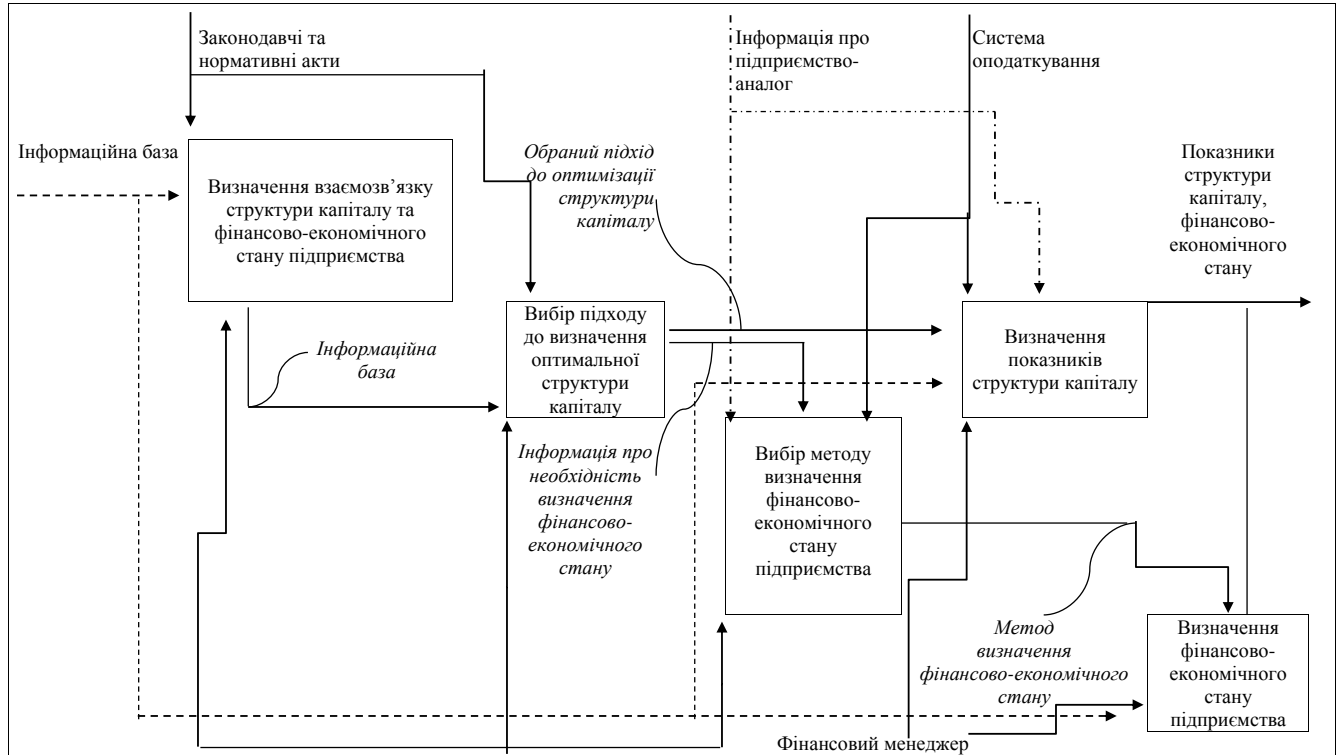 Законодавчі та
нормативні акти
Інформація про
підприємство-
аналог
Система
оподаткування
Інформаційна база
Визначення взаємозв’язку
структури капіталу та
фінансово-економічного
стану підприємства
Обраний підхід
до оптимізації
структури
капіталу
Показники
структури
капіталу,
фінансово-
економічного
стану
Інформаційна
база
Вибір підходу
до визначення
оптимальної
структури
капіталу
Визначення
показників
структури капіталу
Інформація про
необхідність
визначення
фінансово-
економічного
стану
Вибір методу
визначення
фінансово-
економічного
стану
підприємства
Метод
визначення
фінансово-економічного
стану
Визначення
фінансово-
економічного
стану
підприємства
Фінансовий менеджер